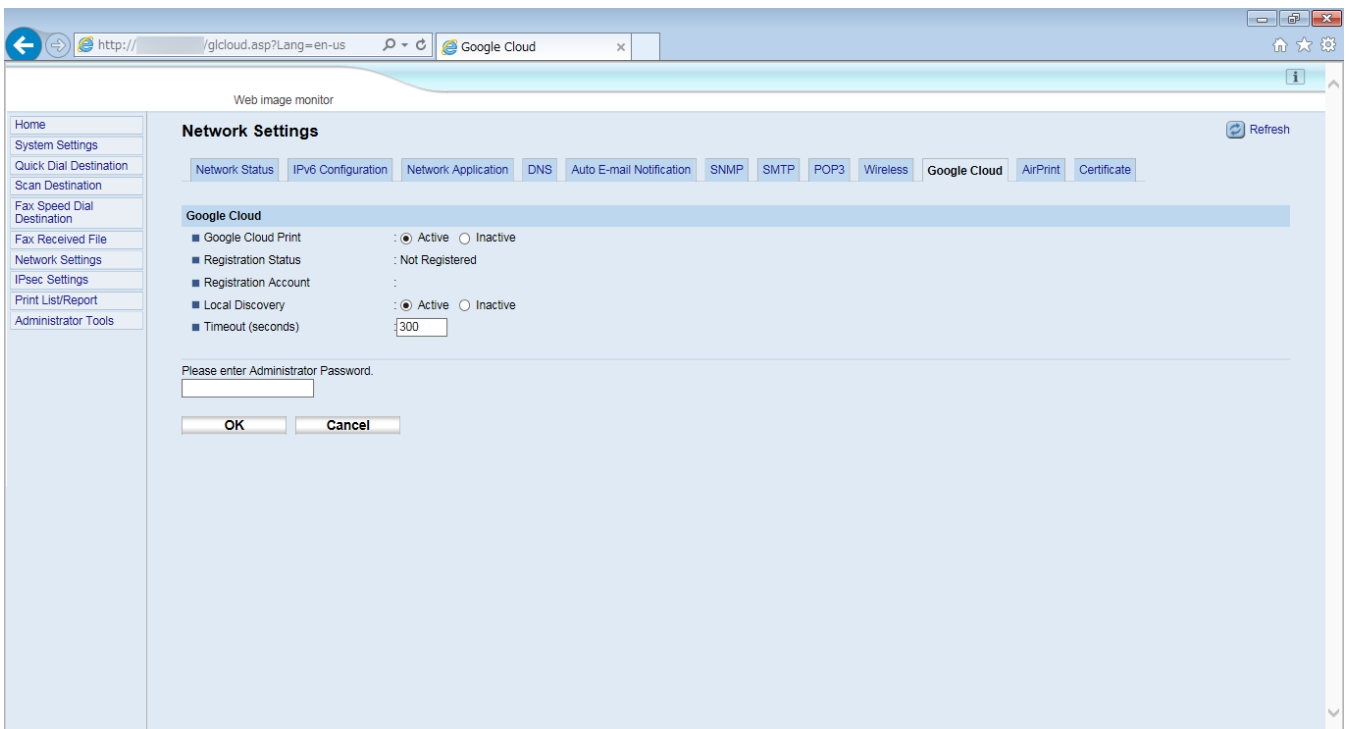 http:// /glcloud.asp?Lang=en-us
Google Cloud
Web image monitor
Home
System Settings
Quick Dial Destination
Scan Destination
Fax Speed Dial
Destination
Fax Received File
Network Settings
IPsec Settings
Print List/Report
Administrator Tools
Network Settings
Refresh
Network Status IPv6 Configuration Network Application DNS Auto E-mail Notification SNMP SMTP POP3 Wireless Google Cloud AirPrint Certificate
Google Cloud
Google Cloud Print : Active Inactive
Registration Status : Not Registered
Registration Account :
Local Discovery : Active Inactive
Timeout (seconds) : 300
Please enter Administrator Password.
OK Cancel